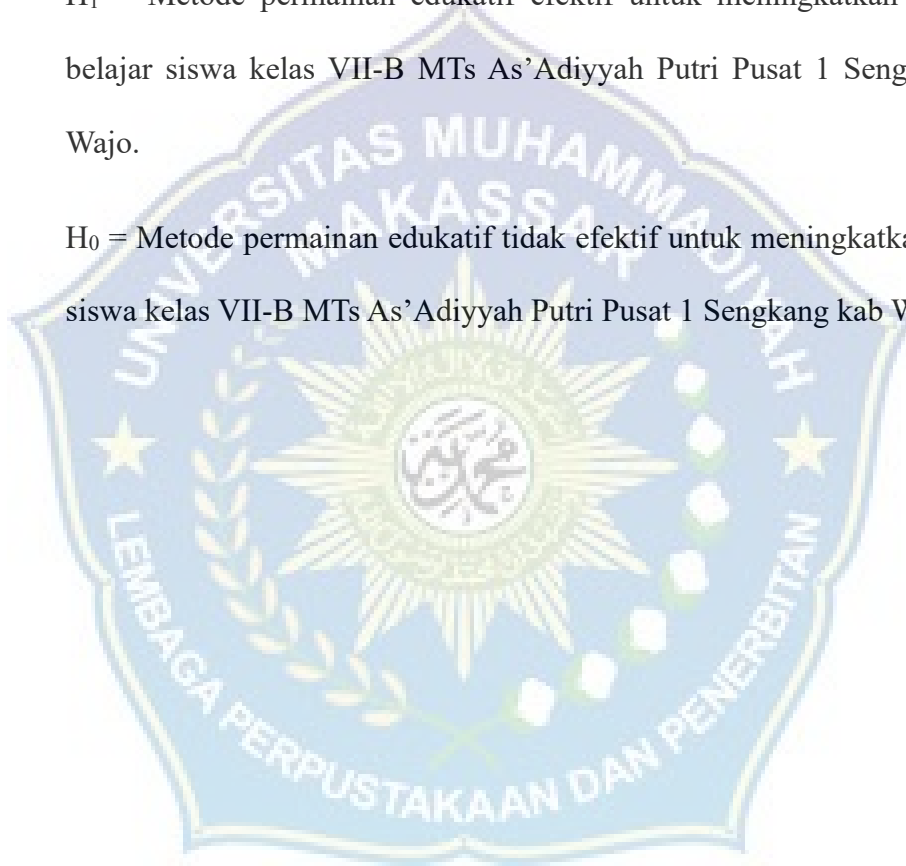 H₁ = Metode permainan edukatif efektif untuk meningkatkan
belajar siswa kelas VII-B MTs As’Adiyyah Putri Pusat 1 Seng
Wajo.
H₀ = Metode permainan edukatif tidak efektif untuk meningkatka
siswa kelas VII-B MTs As’Adiyyah Putri Pusat 1 Sengkang kab W
UNIVERSITAS MUHAMMADIYAH
MAKASSAR
محمد
LEMBAGA PERPUSTAKAAN DAN PENERBITAN